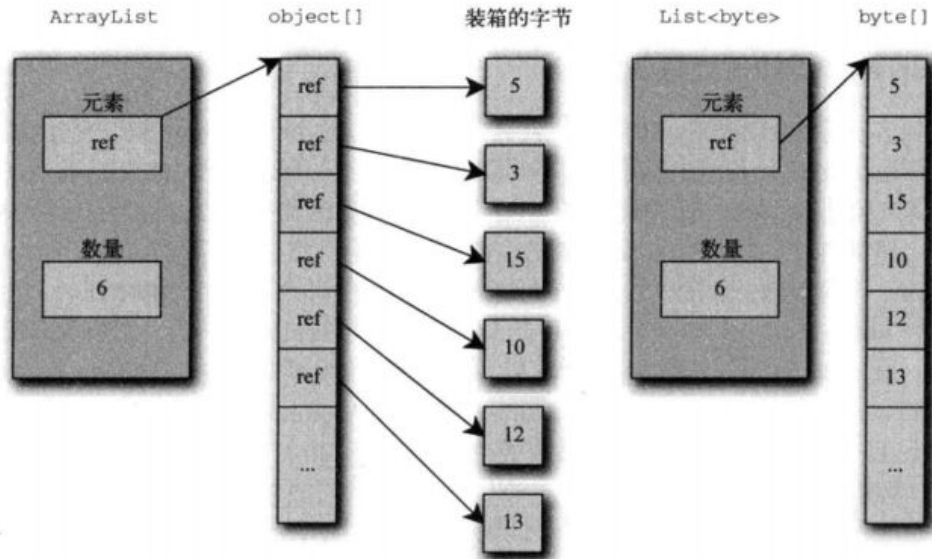 ArrayList
object[]
装箱的字节
List<byte>
byte[]
元素
ref
数量
6
ref
ref
ref
ref
ref
ref
...
5
3
15
10
12
13
元素
ref
数量
6
5
3
15
10
12
13
...